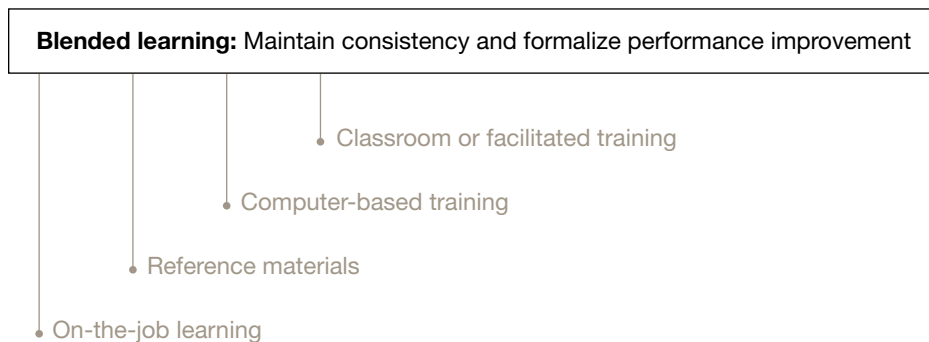 Blended learning: Maintain consistency and formalize performance improvement
Classroom or facilitated training
Computer-based training
Reference materials
On-the-job learning